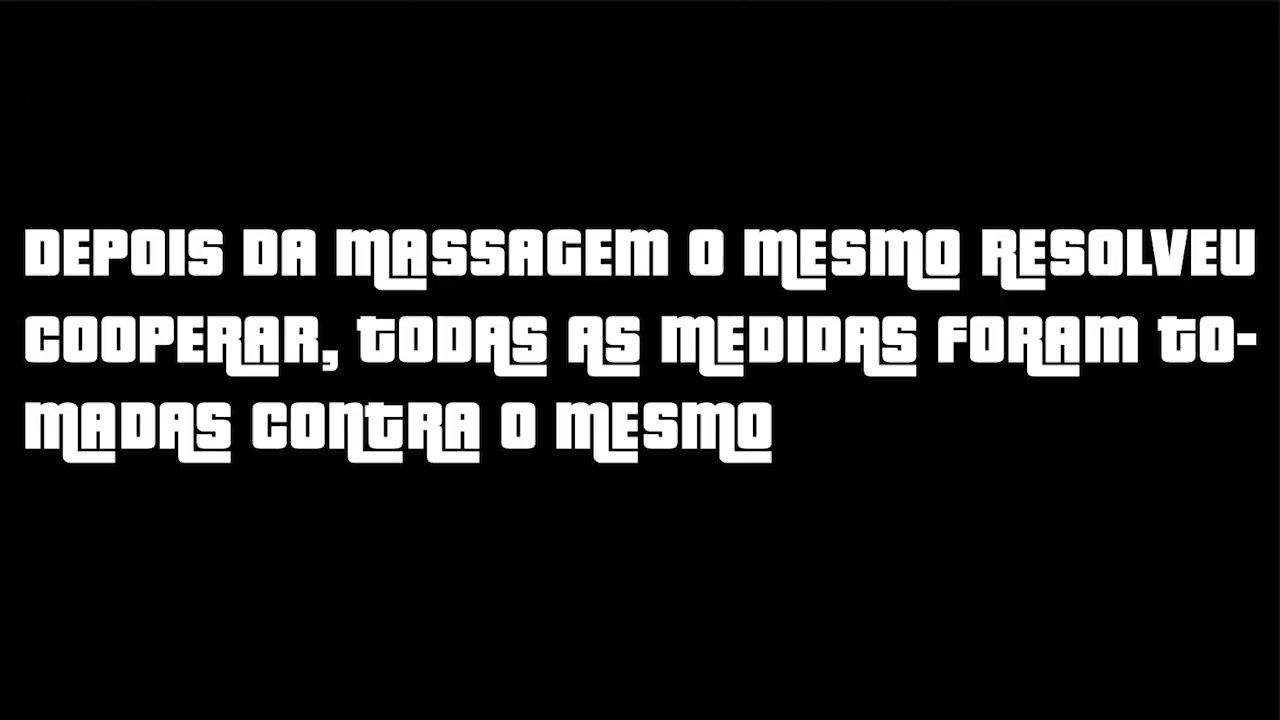 DEPOIS DA MASSAGEM O MESMO RESOLVEU
COOPERAR, TODAS AS MEDIDAS FORAM TO-
MADAS CONTRA O MESMO